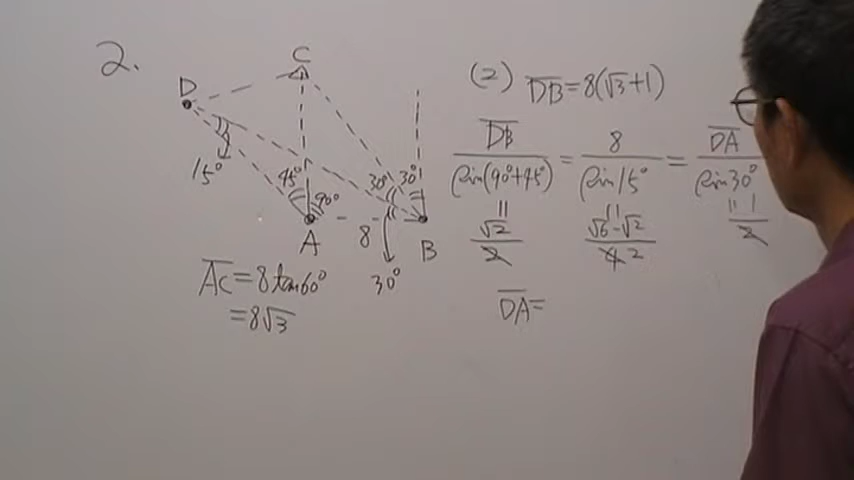 2.
D
C
15°
45°
90°
30°
30°
A
8
B
30°
AC = 8 tan60°
= 8√3
(2) DB = 8(√3+1)
DB / sin(90°+45°) = 8 / sin15° = DA / sin30°
|| || ||
√2 / 2 √6-√2 / 4 2 1 / 2
DA =